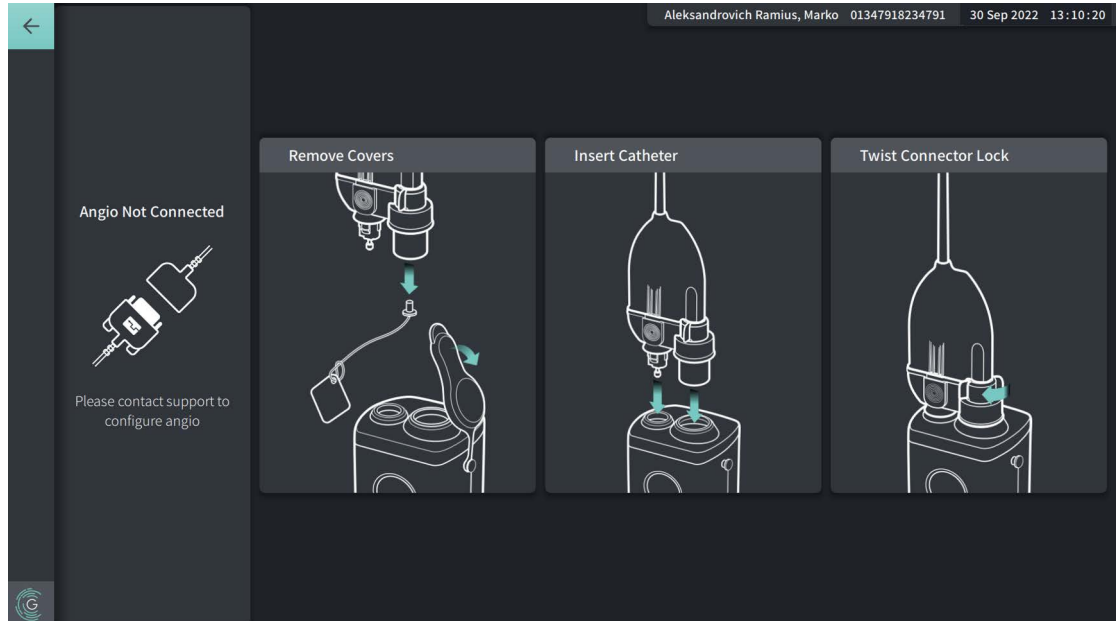 Aleksandrovich Ramius, Marko 01347918234791 30 Sep 2022 13:10:20
Angio Not Connected
Please contact support to
configure angio
Remove Covers
Insert Catheter
Twist Connector Lock
G